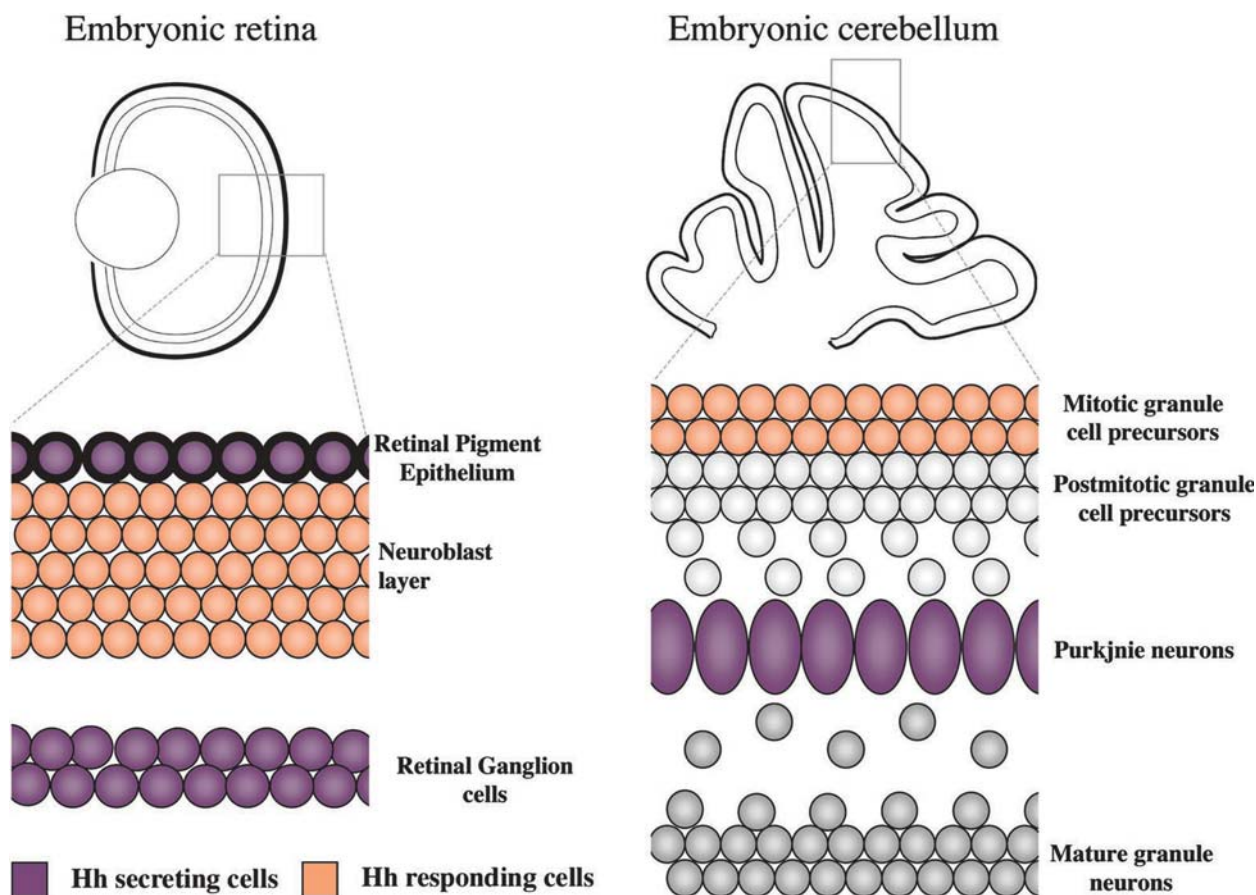 Embryonic retina
Embryonic cerebellum
Retinal Pigment
Epithelium
Neuroblast
layer
Retinal Ganglion
cells
Mitotic granule
cell precursors
Postmitotic granule
cell precursors
Purkjnie neurons
Mature granule
neurons
Hh secreting cells
Hh responding cells